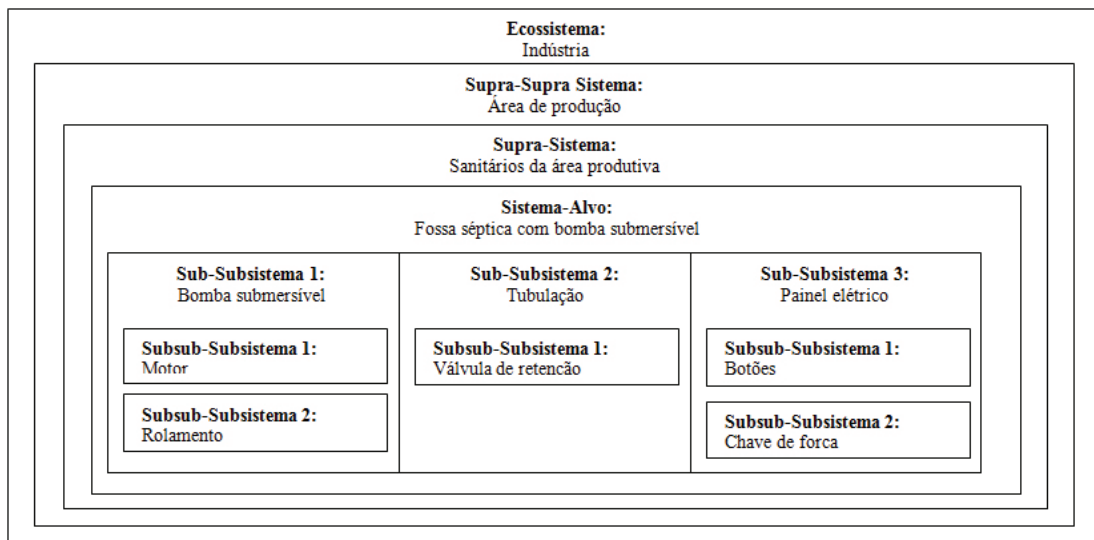 Ecossistema:
Indústria
Supra-Supra Sistema:
Área de produção
Supra-Sistema:
Sanitários da área produtiva
Sistema-Alvo:
Fossa séptica com bomba submersível
Sub-Subsistema 1:
Bomba submersível
Subsub-Subsistema 1:
Motor
Subsub-Subsistema 2:
Rolamento
Sub-Subsistema 2:
Tubulação
Subsub-Subsistema 1:
Válvula de retenção
Sub-Subsistema 3:
Painel elétrico
Subsub-Subsistema 1:
Botões
Subsub-Subsistema 2:
Chave de força